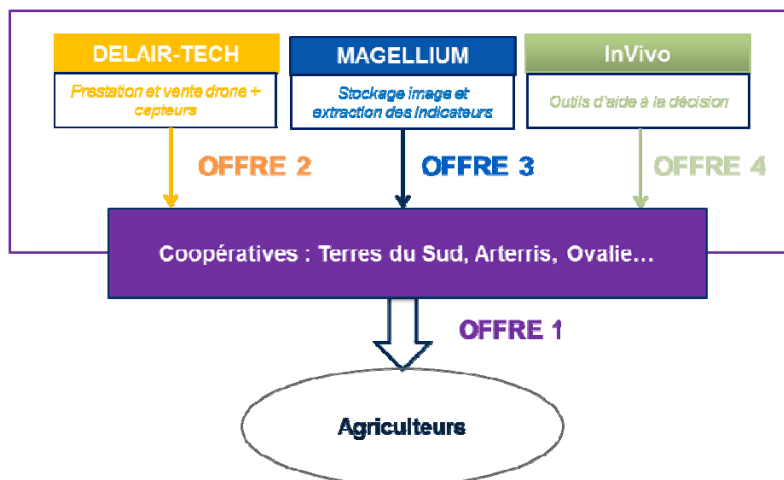 DELAIR-TECH
Prestation et vente drone +
capteurs
MAGELLIUM
Stockage image et
extraction des indicateurs
InVivo
Outils d'aide à la décision
OFFRE 2
OFFRE 3
OFFRE 4
Coopératives : Terres du Sud, Arterris, Ovalie...
OFFRE 1
Agriculteurs